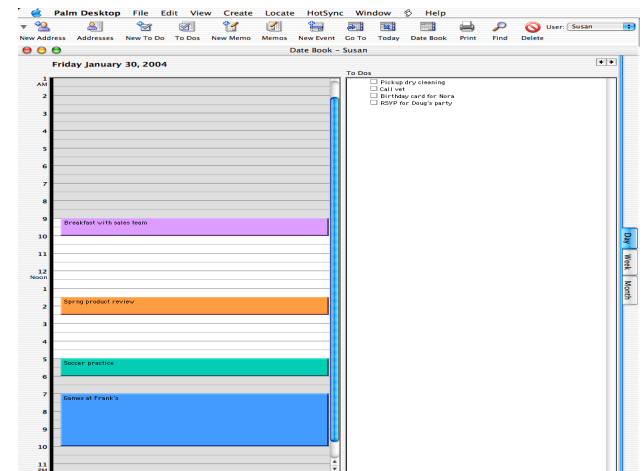 Palm Desktop File Edit View Create Locate HotSync Window Help
New Address Addresses New To Do To Dos New Memo Memos New Event Go To Today Date Book Print Find Delete User: Susan
Date Book – Susan
Friday January 30, 2004
To Dos
Pickup dry cleaning
Call vet
Birthday card for Nora
RSVP for Doug's party
1
AM
2
3
4
5
6
7
8
9
Breakfast with sales team
10
11
12
Noon
1
Spring product review
2
3
4
5
Soccer practice
6
7
Games at Frank's
8
9
10
11
PM
Day
Week
Month